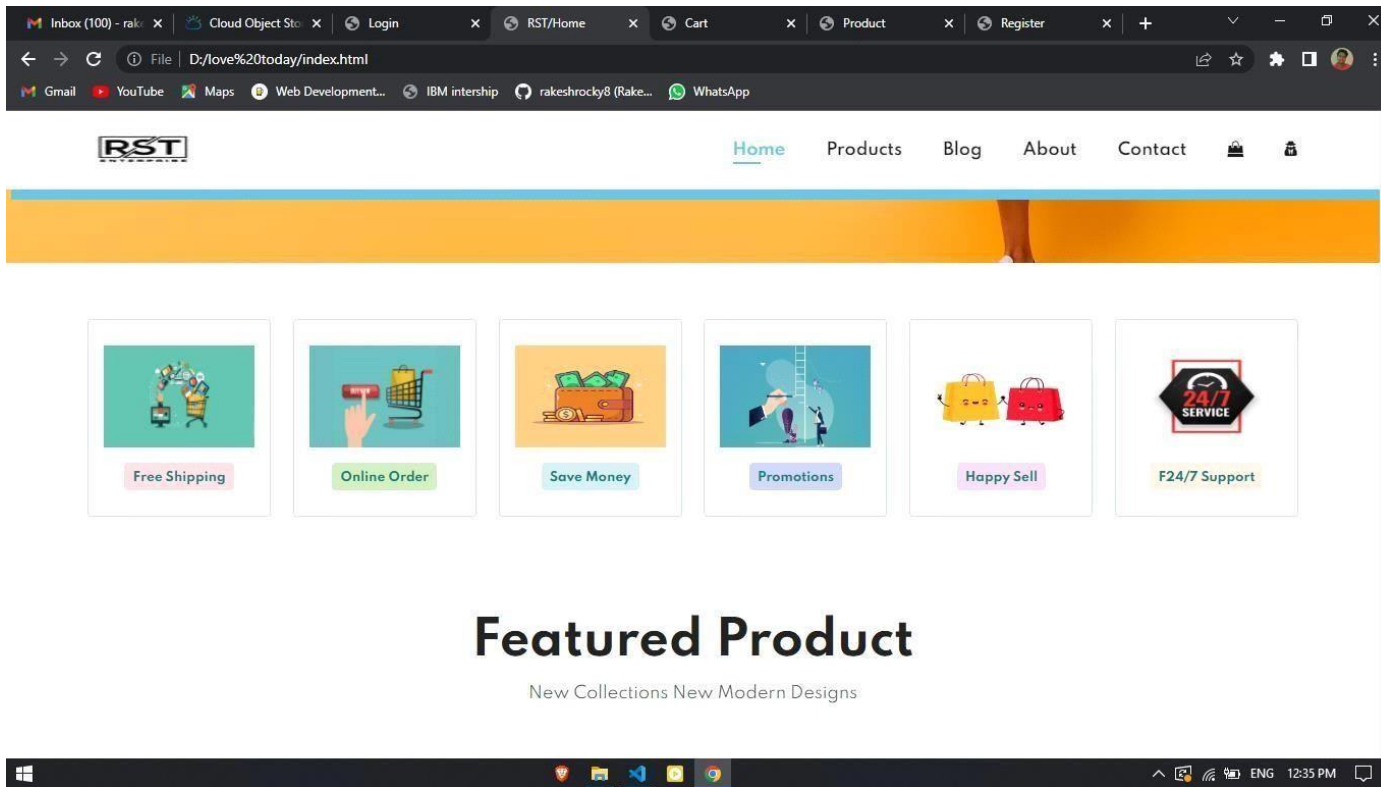 Inbox (100) - rak
Cloud Object Sto
Login
RST/Home
Cart
Product
Register
File
D:/love%20today/index.html
Gmail
YouTube
Maps
Web Development...
IBM intership
rakeshrocky8 (Rake...
WhatsApp
RST
ENTERPRISE
Home
Products
Blog
About
Contact
24/7
SERVICE
Free Shipping
Online Order
Save Money
Promotions
Happy Sell
F24/7 Support
Featured Product
New Collections New Modern Designs
ENG
12:35 PM